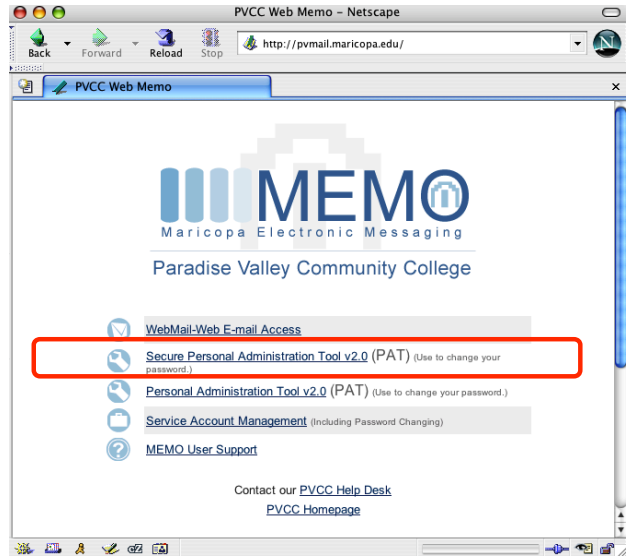 PVCC Web Memo – Netscape
Back Forward Reload Stop http://pvmail.maricopa.edu/ N
PVCC Web Memo x
MEMO
Maricopa Electronic Messaging
Paradise Valley Community College
WebMail-Web E-mail Access
Secure Personal Administration Tool v2.0 (PAT) (Use to change your
password.)
Personal Administration Tool v2.0 (PAT) (Use to change your password.)
Service Account Management (Including Password Changing)
? MEMO User Support
Contact our PVCC Help Desk
PVCC Homepage